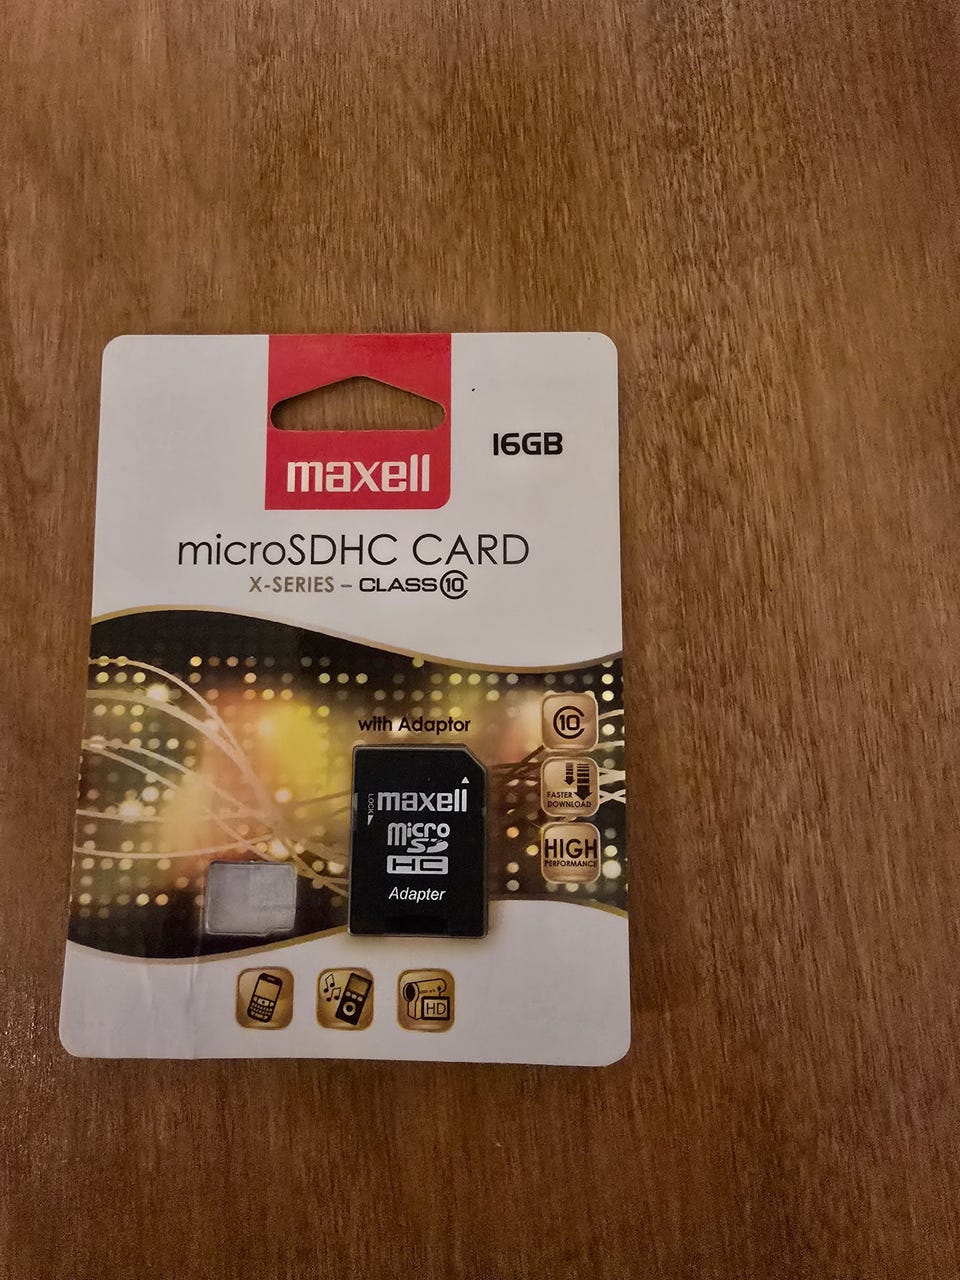 16GB
maxell
microSDHC CARD
X-SERIES – CLASS 10
with Adaptor
10
LOCK
maxell
micro
SD
HC
Adapter
FASTER
DOWNLOAD
HIGH
PERFORMANCE
HD